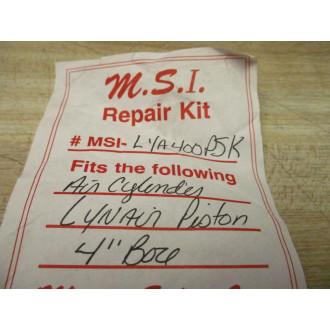 M.S.I.
Repair Kit
# MSI- LYA400PSK
Fits the following
Air Cylinder
LYNAIR Piston
4" Bore